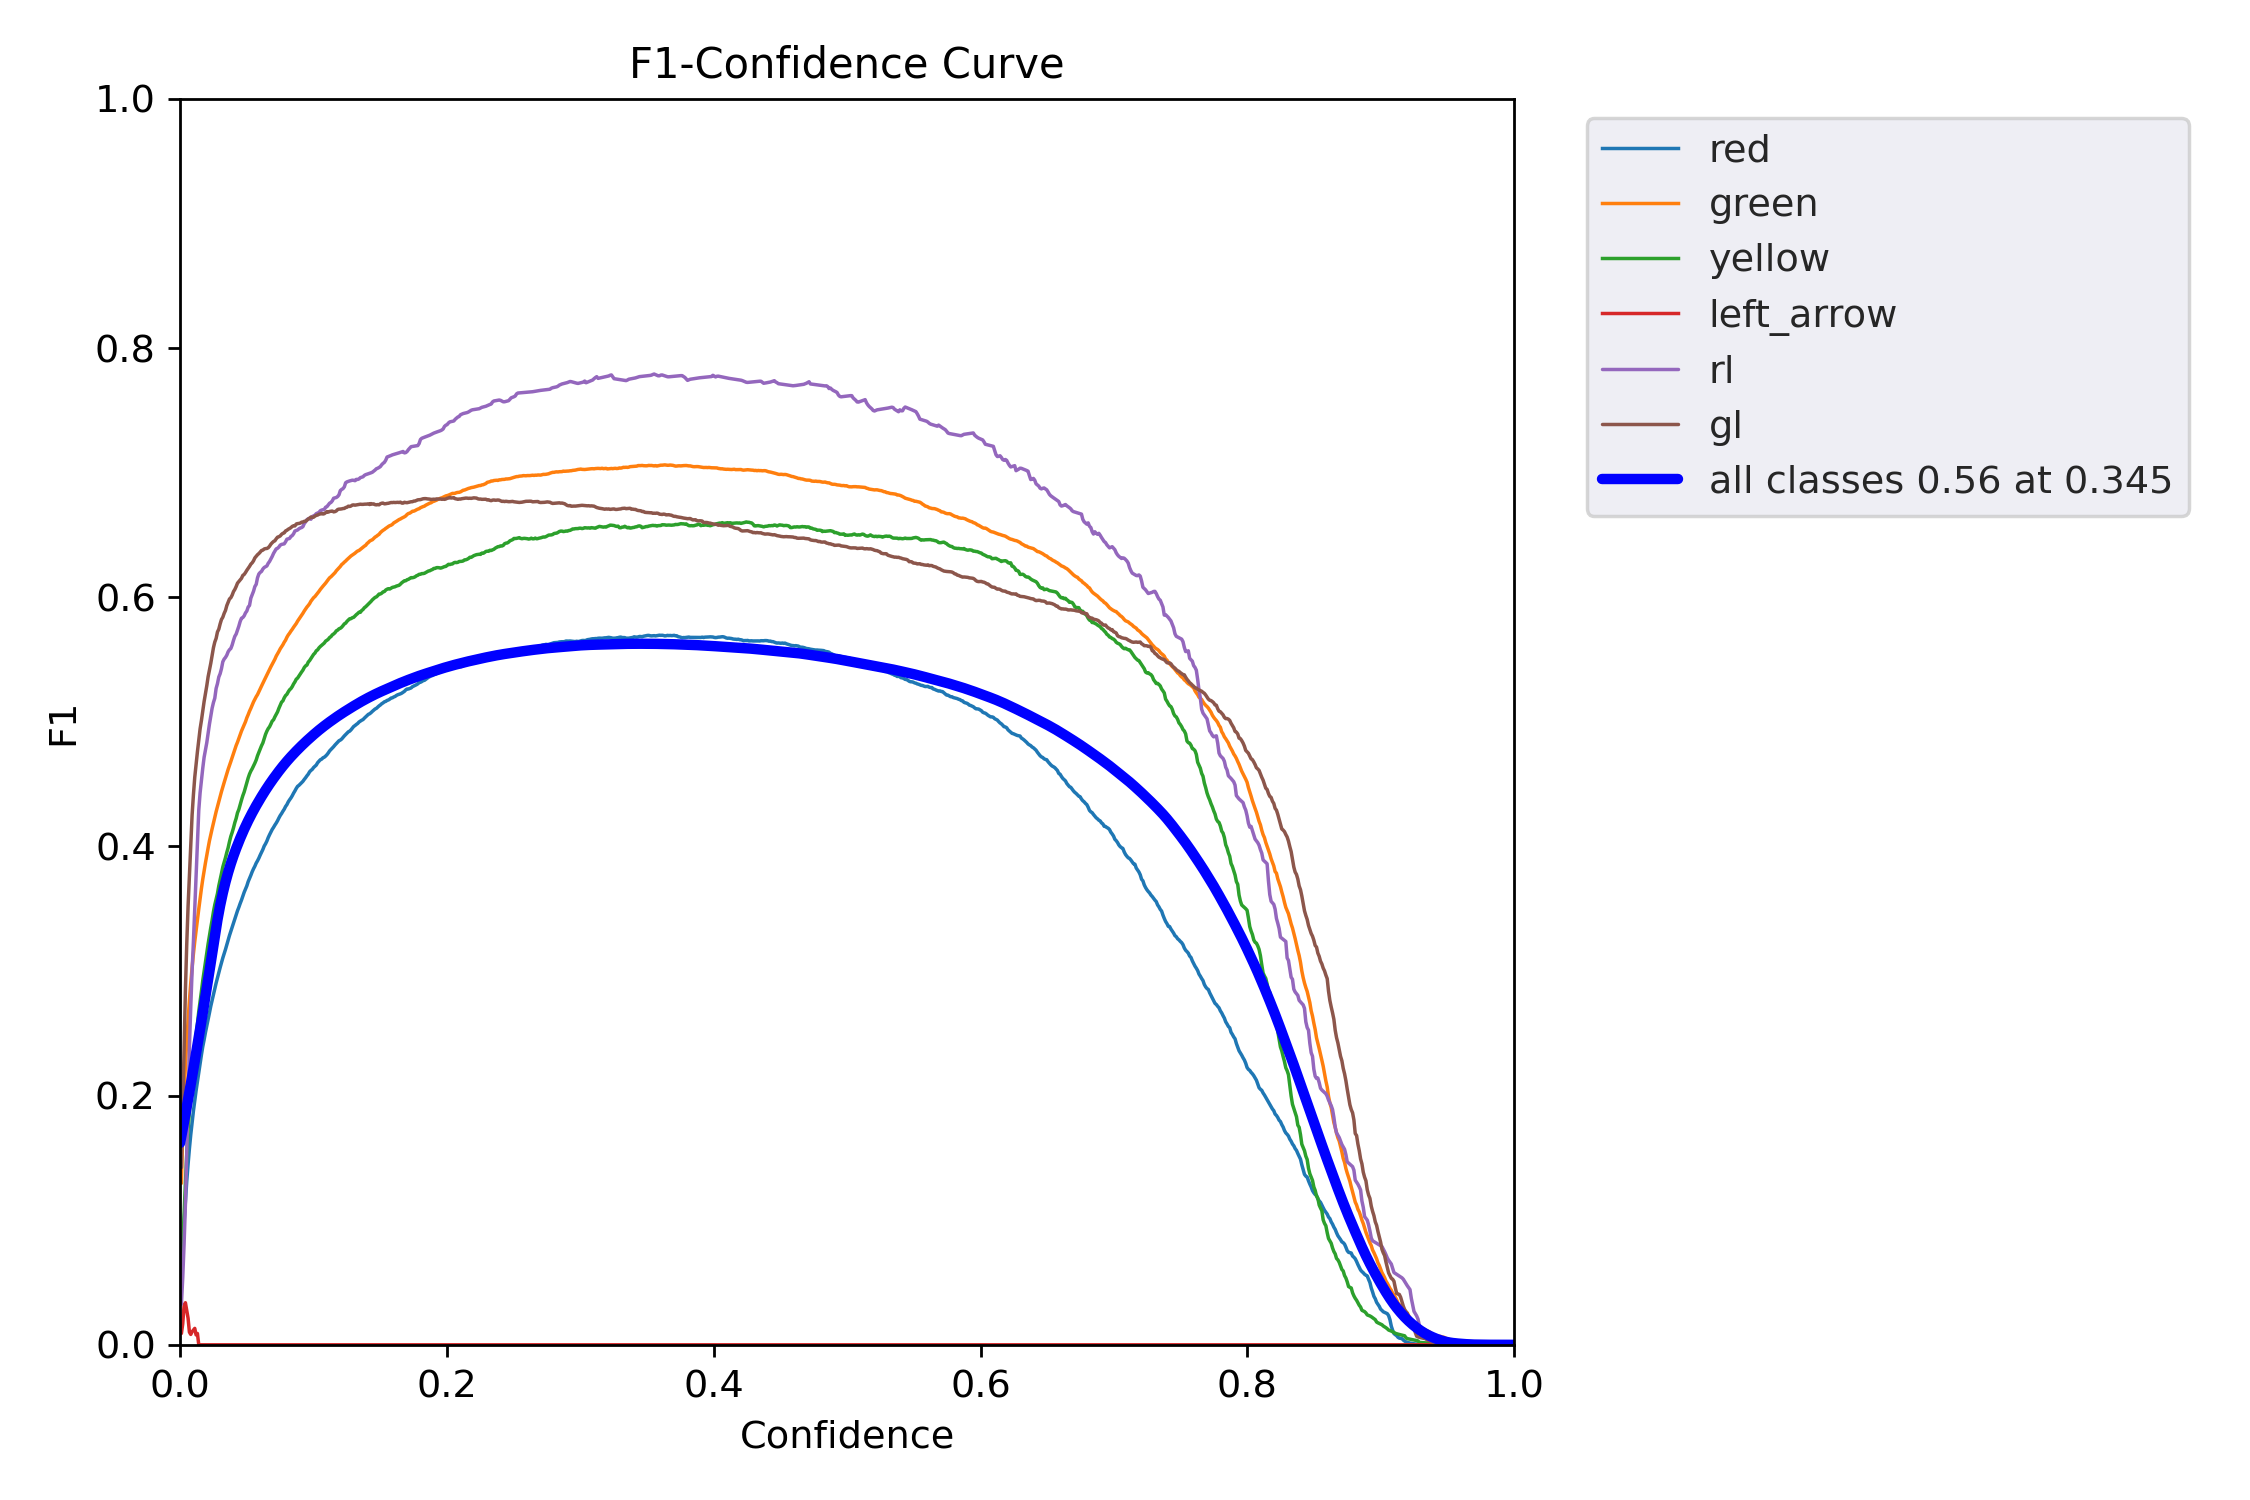 F1-Confidence Curve
1.0
0.8
0.6
0.4
0.2
0.0
F1
0.0 0.2 0.4 0.6 0.8 1.0
Confidence
red
green
yellow
left_arrow
rl
gl
all classes 0.56 at 0.345